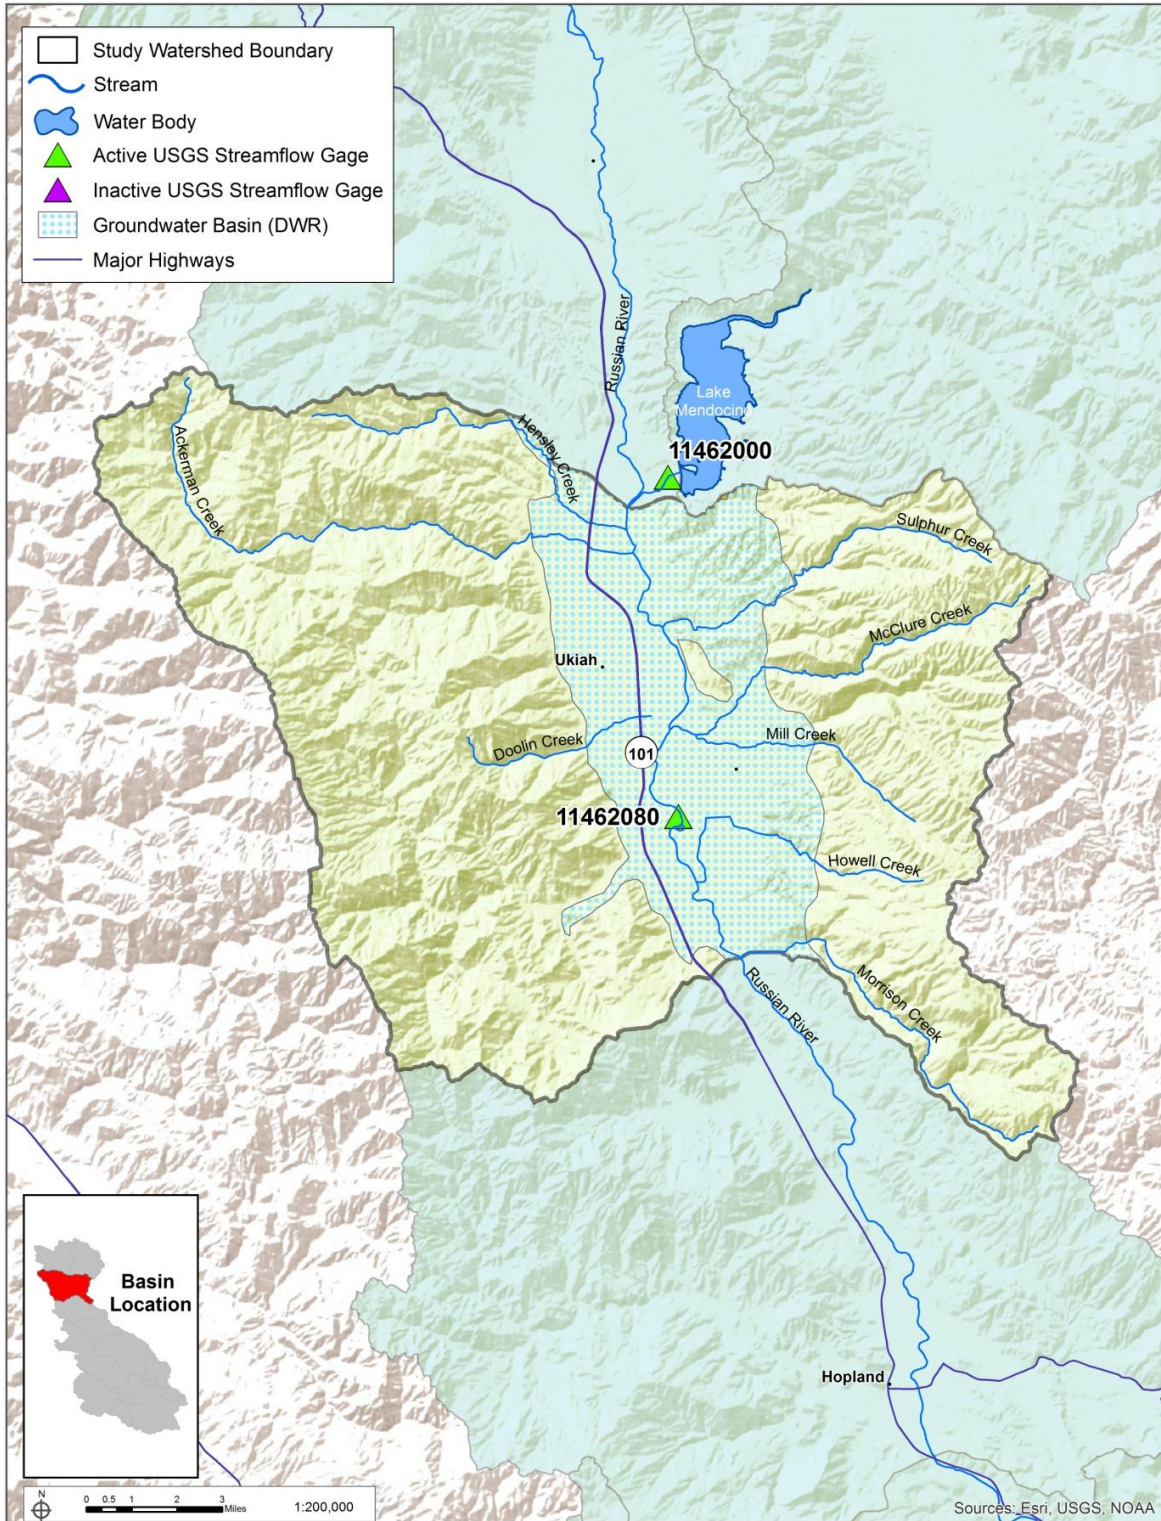 Study Watershed Boundary
Stream
Water Body
Active USGS Streamflow Gage
Inactive USGS Streamflow Gage
Groundwater Basin (DWR)
Major Highways
Russian River
Lake
Mendocino
11462000
Hensley Creek
Ackerman Creek
Sulphur Creek
McClure Creek
Ukiah
Doolin Creek
Mill Creek
101
11462080
Howell Creek
Morrison Creek
Russian River
Basin
Location
Hopland
N
0 0.5 1 2 3
Miles
1:200,000
Sources: Esri, USGS, NOAA